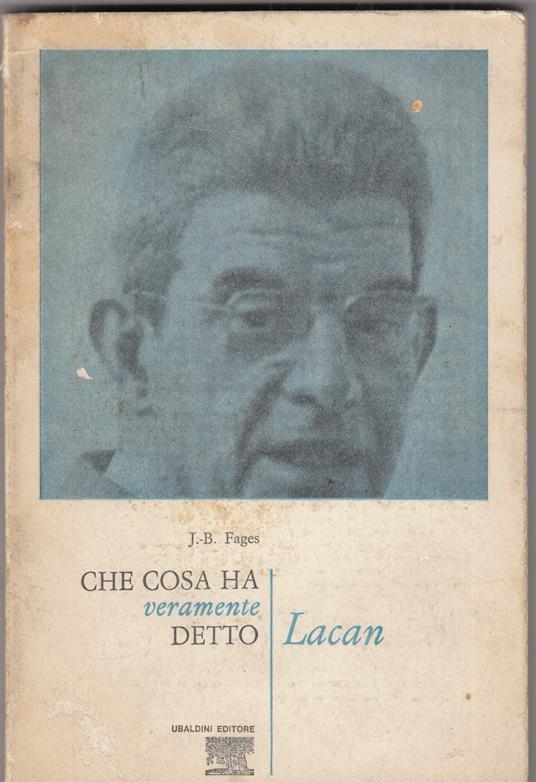 J.-B. Fages
CHE COSA HA
veramente
DETTO
Lacan
UBALDINI EDITORE